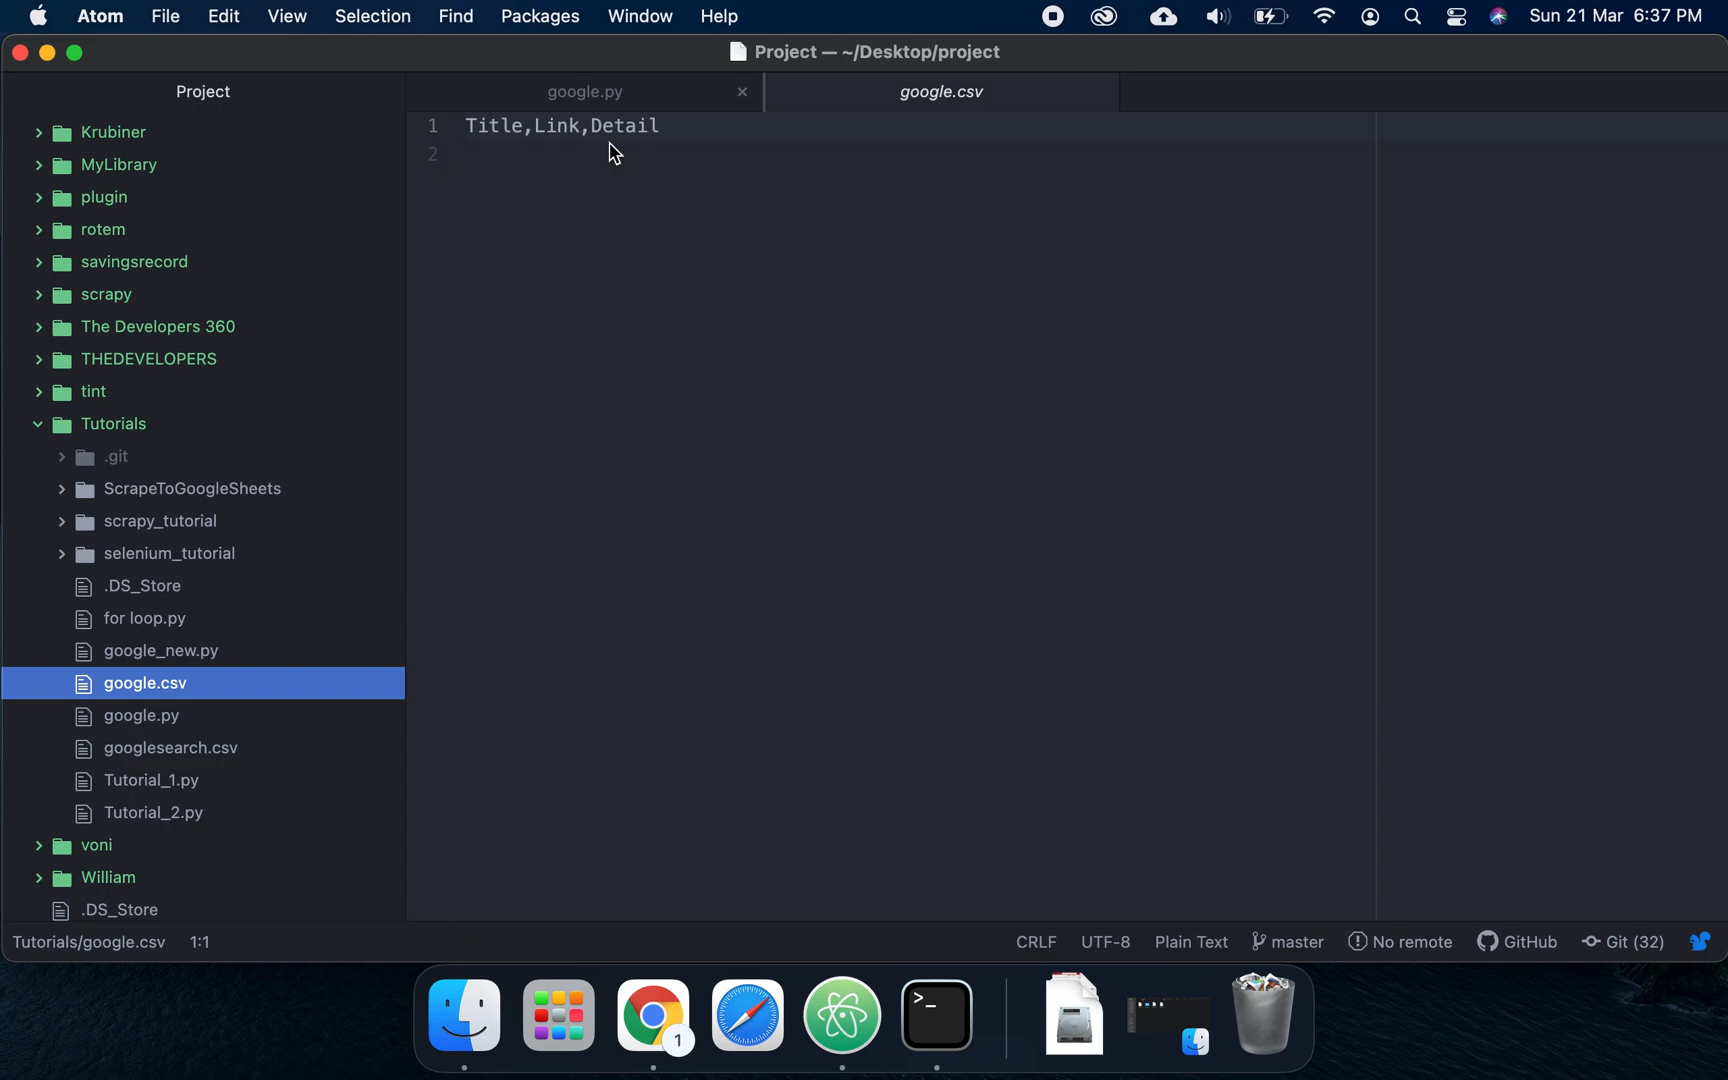 Atom File Edit View Selection Find Packages Window Help Sun 21 Mar 6:37 PM
Project — ~/Desktop/project
Project
google.py
google.csv
Krubiner
MyLibrary
plugin
rotem
savingsrecord
scrapy
The Developers 360
THEDEVELOPERS
tint
Tutorials
.git
ScrapeToGoogleSheets
scrapy_tutorial
selenium_tutorial
.DS_Store
for loop.py
google_new.py
google.csv
google.py
googlesearch.csv
Tutorial_1.py
Tutorial_2.py
voni
William
.DS_Store
1 Title,Link,Detail
2
Tutorials/google.csv 1:1 CRLF UTF-8 Plain Text master No remote GitHub Git (32)
1
>_